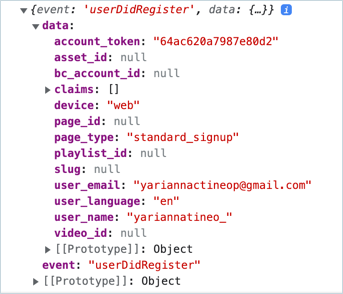 ▼{event: 'userDidRegister', data: {…}} i
▼data:
account_token: "64ac620a7987e80d2"
asset_id: null
bc_account_id: null
▶claims: []
device: "web"
page_id: null
page_type: "standard_signup"
playlist_id: null
slug: null
user_email: "yariannactineop@gmail.com"
user_language: "en"
user_name: "yariannatineo_"
video_id: null
▶[[Prototype]]: Object
event: "userDidRegister"
▶[[Prototype]]: Object